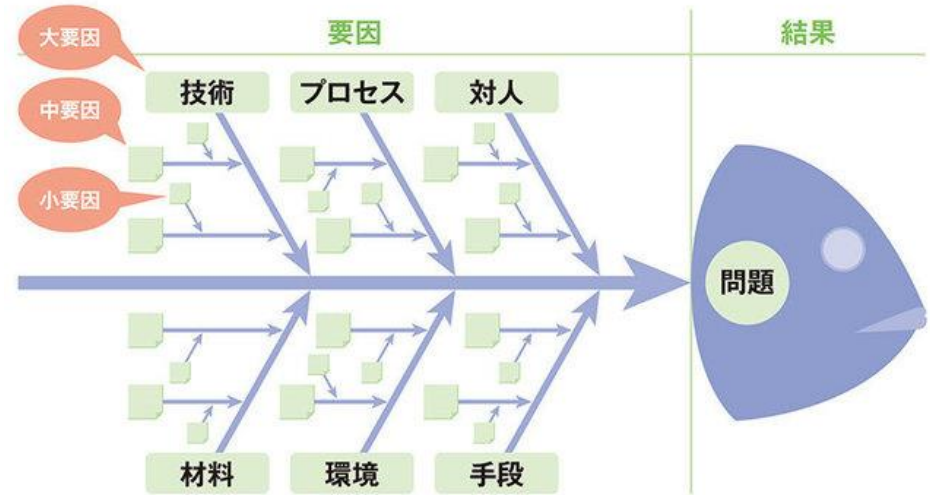 要因
結果
大要因
技術
プロセス
対人
中要因
小要因
問題
材料
環境
手段